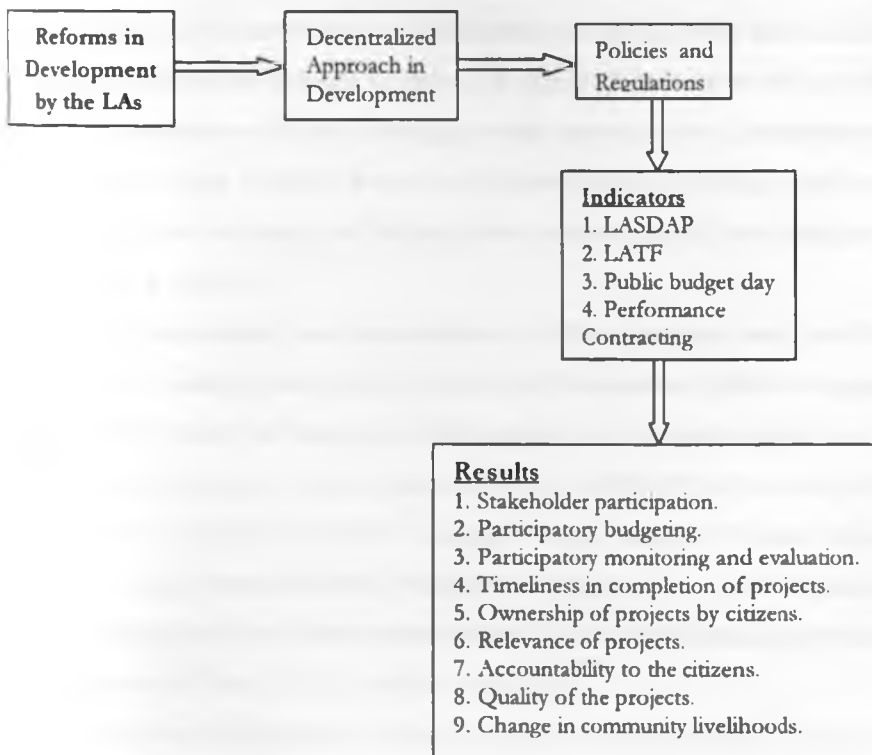 Reforms in
Development
by the LAs
Decentralized
Approach in
Development
Policies and
Regulations
Indicators
1. LASDAP
2. LATF
3. Public budget day
4. Performance
Contracting
Results
1. Stakeholder participation.
2. Participatory budgeting.
3. Participatory monitoring and evaluation.
4. Timeliness in completion of projects.
5. Ownership of projects by citizens.
6. Relevance of projects.
7. Accountability to the citizens.
8. Quality of the projects.
9. Change in community livelihoods.